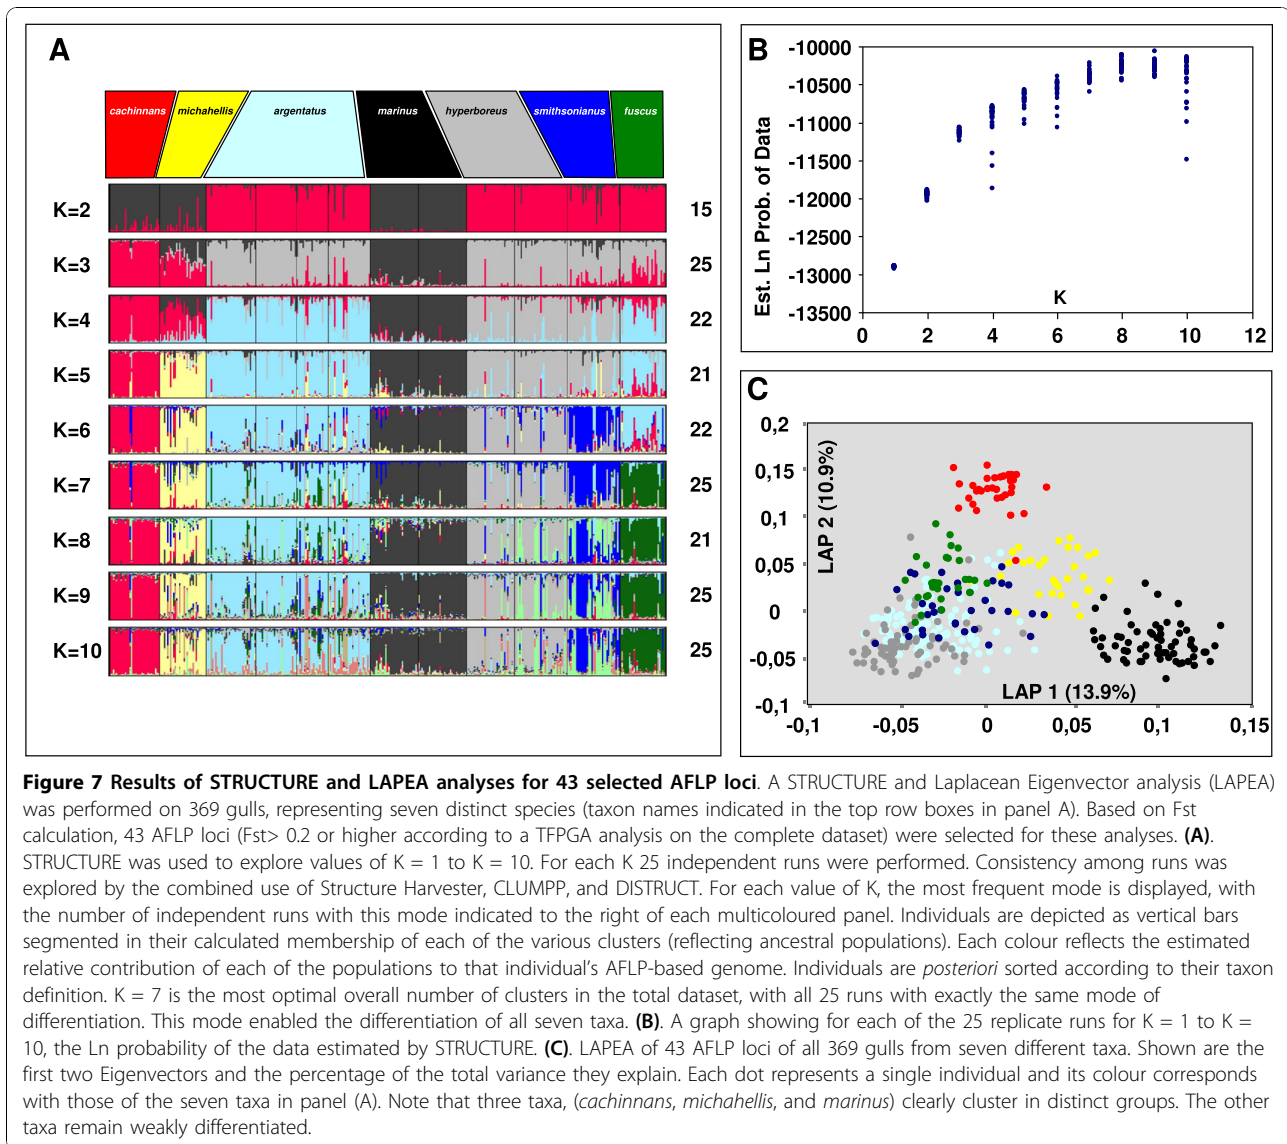 A
cachinnans michahellis argentatus marinus hyperboreus smithsonianus fuscus
K=2 15
K=3 25
K=4 22
K=5 21
K=6 22
K=7 25
K=8 21
K=9 25
K=10 25
B
Est. Ln Prob. of Data
-10000
-10500
-11000
-11500
-12000
-12500
-13000
-13500
K
0 2 4 6 8 10 12
C
LAP 2 (10.9%)
0,2
0,15
0,1
0,05
0
-0,05
-0,1
LAP 1 (13.9%)
-0,1 -0,05 0 0,05 0,1 0,15
Figure 7 Results of STRUCTURE and LAPEA analyses for 43 selected AFLP loci. A STRUCTURE and Laplacean Eigenvector analysis (LAPEA)
was performed on 369 gulls, representing seven distinct species (taxon names indicated in the top row boxes in panel A). Based on Fst
calculation, 43 AFLP loci (Fst> 0.2 or higher according to a TFPGA analysis on the complete dataset) were selected for these analyses. (A).
STRUCTURE was used to explore values of K = 1 to K = 10. For each K 25 independent runs were performed. Consistency among runs was
explored by the combined use of Structure Harvester, CLUMPP, and DISTRUCT. For each value of K, the most frequent mode is displayed, with
the number of independent runs with this mode indicated to the right of each multicoloured panel. Individuals are depicted as vertical bars
segmented in their calculated membership of each of the various clusters (reflecting ancestral populations). Each colour reflects the estimated
relative contribution of each of the populations to that individual's AFLP-based genome. Individuals are posteriori sorted according to their taxon
definition. K = 7 is the most optimal overall number of clusters in the total dataset, with all 25 runs with exactly the same mode of
differentiation. This mode enabled the differentiation of all seven taxa. (B). A graph showing for each of the 25 replicate runs for K = 1 to K =
10, the Ln probability of the data estimated by STRUCTURE. (C). LAPEA of 43 AFLP loci of all 369 gulls from seven different taxa. Shown are the
first two Eigenvectors and the percentage of the total variance they explain. Each dot represents a single individual and its colour corresponds
with those of the seven taxa in panel (A). Note that three taxa, (cachinnans, michahellis, and marinus) clearly cluster in distinct groups. The other
taxa remain weakly differentiated.